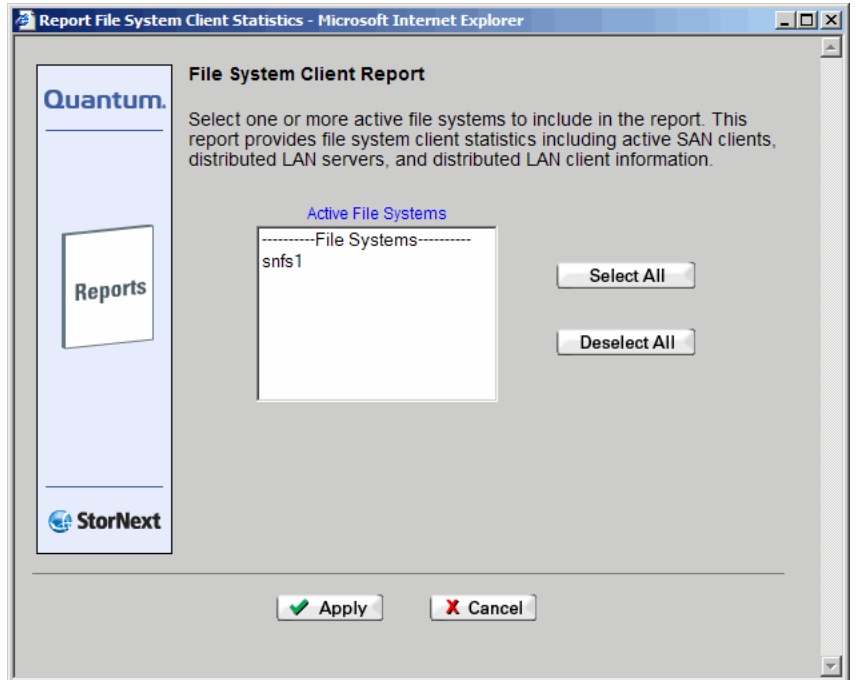 Report File System Client Statistics - Microsoft Internet Explorer
Quantum.
Reports
StorNext
File System Client Report
Select one or more active file systems to include in the report. This
report provides file system client statistics including active SAN clients,
distributed LAN servers, and distributed LAN client information.
Active File Systems
----------File Systems----------
snfs1
Select All
Deselect All
Apply
Cancel